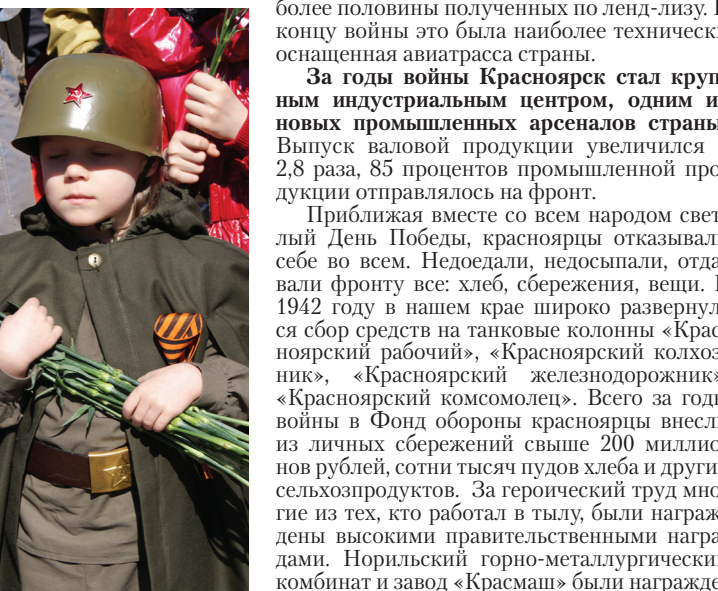 более половины полученных по ленд-лизу.
концу войны это была наиболее технически
оснащенная авиатрасса страны.
За годы войны Красноярск стал круп
ным индустриальным центром, одним и
новых промышленных арсеналов страны
Выпуск валовой продукции увеличился
2,8 раза, 85 процентов промышленной про
дукции отправлялось на фронт.
Приближая вместе со всем народом свет
лый День Победы, красноярцы отказывал
себе во всем. Недоедали, недосыпали, отда
вали фронту все: хлеб, сбережения, вещи.
1942 году в нашем крае широко развернул
ся сбор средств на танковые колонны «Крас
ноярский рабочий», «Красноярский колхоз
ник», «Красноярский железнодорожник»
«Красноярский комсомолец». Всего за годы
войны в Фонд обороны красноярцы внесл
из личных сбережений свыше 200 миллио
нов рублей, сотни тысяч пудов хлеба и других
сельхозпродуктов. За героический труд мно
гие из тех, кто работал в тылу, были награж
дены высокими правительственными награ
дами. Норильский горно-металлургический
комбинат и завод «Красмаш» были награжде